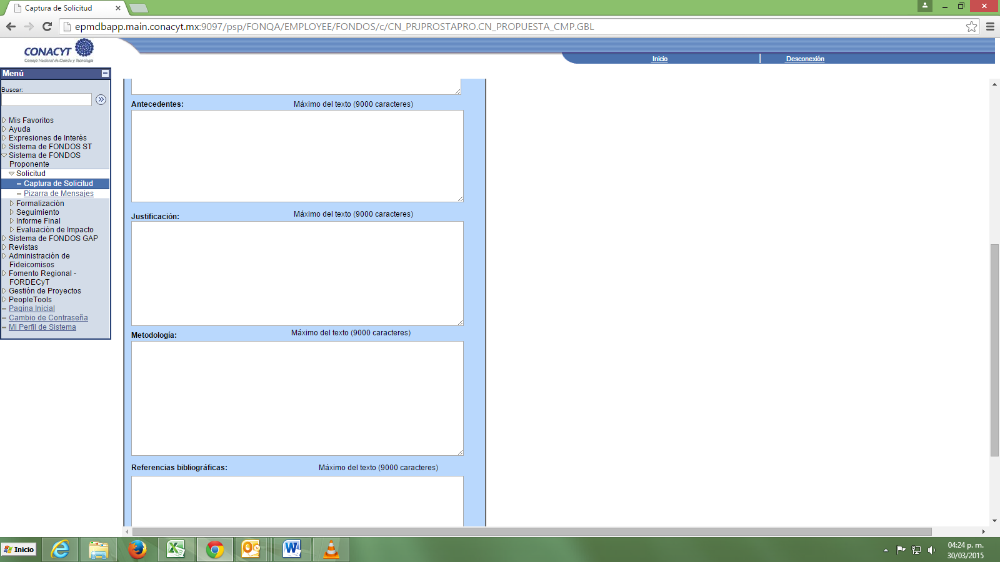 Captura de Solicitud
epmdbapp.main.conacyt.mx:9097/psp/FONQA/EMPLOYEE/FONDOS/c/CN_PRJPROSTAPRO.CN_PROPUESTA_CMP.GBL
CONACYT
Consejo Nacional de Ciencia y Tecnología
Inicio
Desconexión
Menú
Buscar:
Mis Favoritos
Ayuda
Expresiones de Interés
Sistema de FONDOS ST
Sistema de FONDOS
Proponente
Solicitud
Captura de Solicitud
Pizarra de Mensajes
Formalización
Seguimiento
Informe Final
Evaluación de Impacto
Sistema de FONDOS GAP
Revistas
Administración de
Fideicomisos
Fomento Regional -
FORDECyT
Gestión de Proyectos
PeopleTools
Pagina Inicial
Cambio de Contraseña
Mi Perfil de Sistema
Antecedentes: Máximo del texto (9000 caracteres)
Justificación: Máximo del texto (9000 caracteres)
Metodología: Máximo del texto (9000 caracteres)
Referencias bibliográficas: Máximo del texto (9000 caracteres)
Inicio
04:24 p. m.
30/03/2015